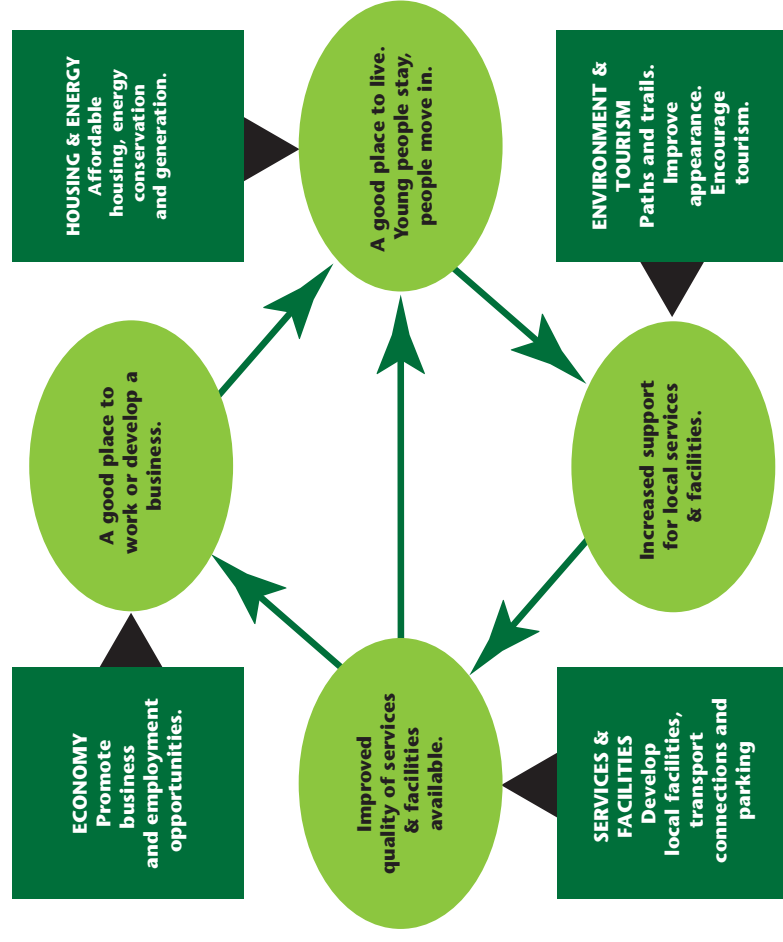 SERVICES &
FACILITIES
Develop
local facilities,
transport
connections and
parking
Improved
quality of services
& facilities
available.
ECONOMY
Promote
business
and employment
opportunities.
Increased support
for local services
& facilities.
A good place to
work or develop a
business.
ENVIRONMENT &
TOURISM
Paths and trails.
Improve
appearance.
Encourage
tourism.
A good place to live.
Young people stay,
people move in.
HOUSING & ENERGY
Affordable
housing, energy
conservation
and generation.